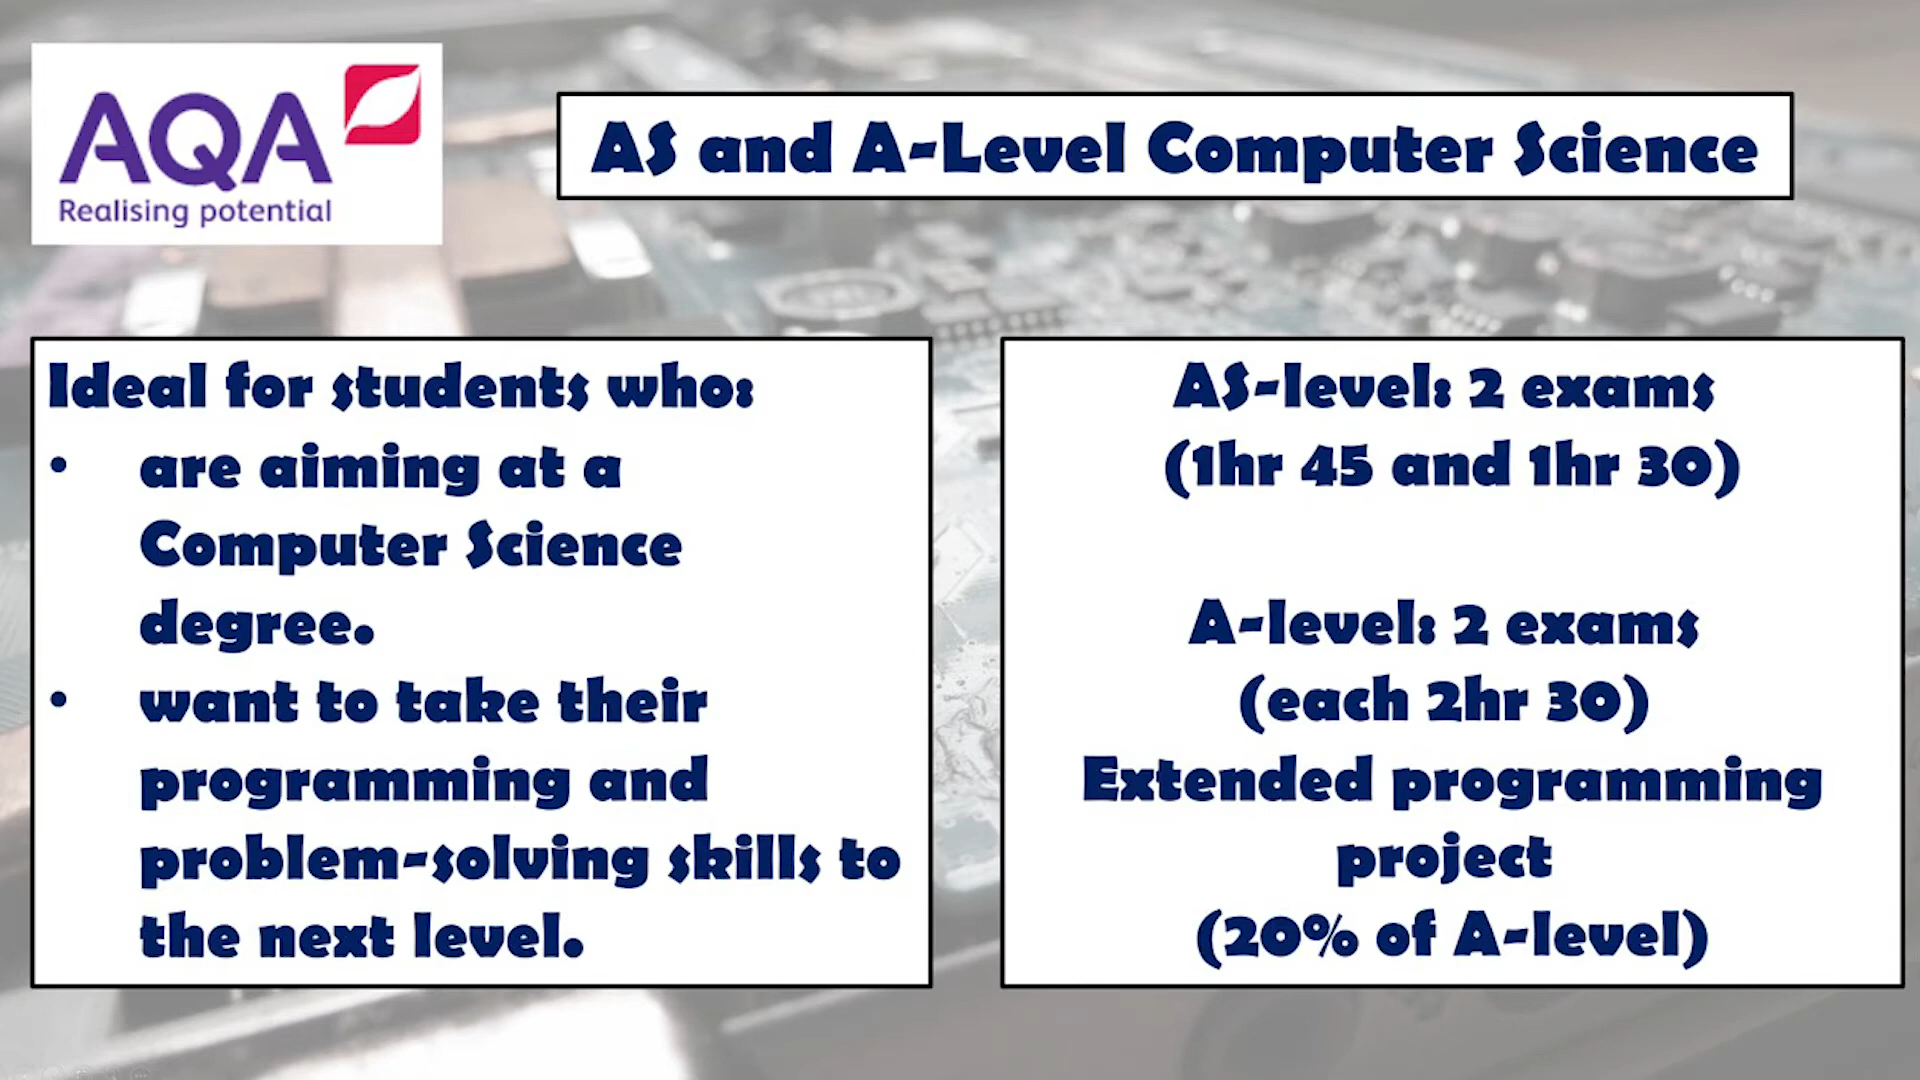 AQA
Realising potential
AS and A-Level Computer Science
Ideal for students who:
• are aiming at a
Computer Science
degree.
• want to take their
programming and
problem-solving skills to
the next level.
AS-level: 2 exams
(1hr 45 and 1hr 30)
A-level: 2 exams
(each 2hr 30)
Extended programming
project
(20% of A-level)